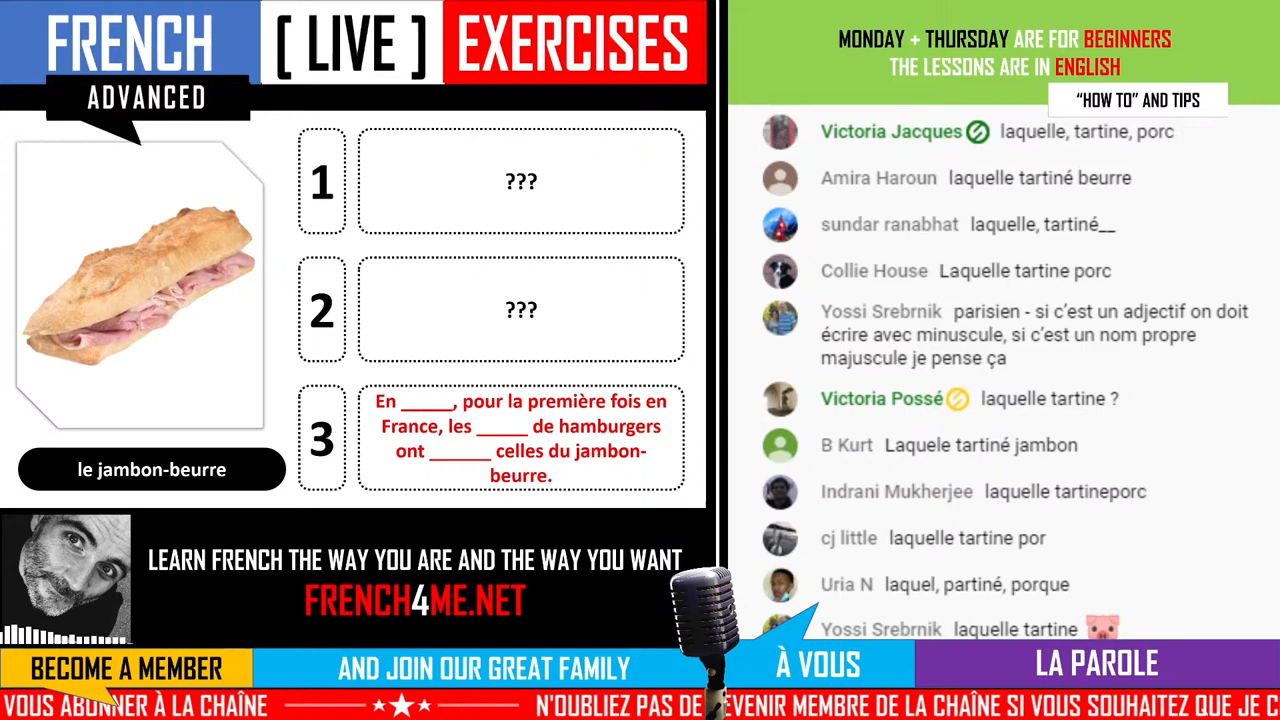 FRENCH [ LIVE ] EXERCISES
ADVANCED
1
???
2
???
3
En _____, pour la première fois en
France, les _____ de hamburgers
ont ______ celles du jambon-
beurre.
le jambon-beurre
LEARN FRENCH THE WAY YOU ARE AND THE WAY YOU WANT
FRENCH4ME.NET
MONDAY + THURSDAY ARE FOR BEGINNERS
THE LESSONS ARE IN ENGLISH
“HOW TO” AND TIPS
Victoria Jacques laquelle, tartine, porc
Amira Haroun laquelle tartiné beurre
sundar ranabhat laquelle, tartiné__
Collie House Laquelle tartine porc
Yossi Srebrnik parisien - si c’est un adjectif on doit
écrire avec minuscule, si c’est un nom propre
majuscule je pense ça
Victoria Possé laquelle tartine ?
B Kurt Laquele tartiné jambon
Indrani Mukherjee laquelle tartineporc
cj little laquelle tartine por
Uria N laquel, partiné, porque
Yossi Srebrnik laquelle tartine
BECOME A MEMBER
AND JOIN OUR GREAT FAMILY
À VOUS
LA PAROLE
VOUS ABONNER À LA CHAÎNE
N'OUBLIEZ PAS DE DEVENIR MEMBRE DE LA CHAÎNE SI VOUS SOUHAITEZ QUE JE C